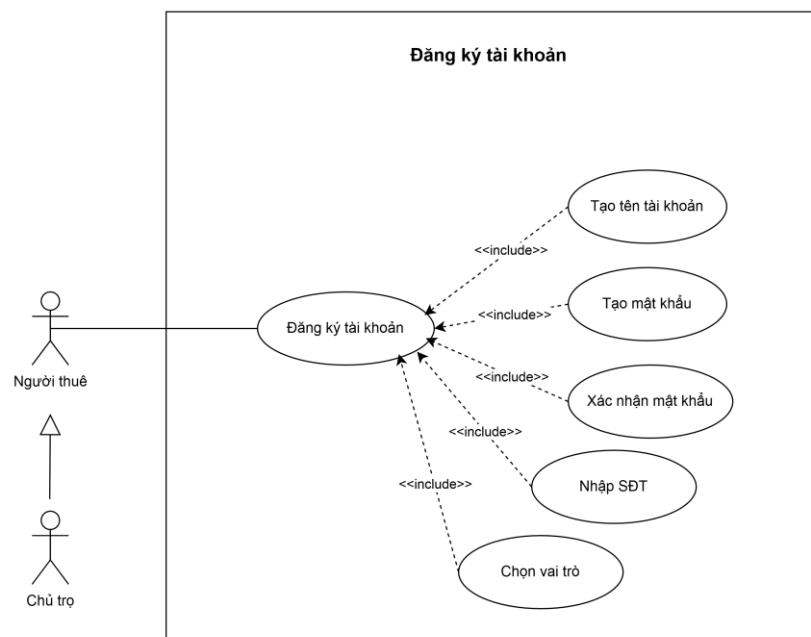 Đăng ký tài khoản
Tạo tên tài khoản
<<include>>
Tạo mật khẩu
<<include>>
Đăng ký tài khoản
Người thuê
<<include>>
Xác nhận mật khẩu
<<include>>
Nhập SĐT
<<include>>
Chọn vai trò
Chủ trọ